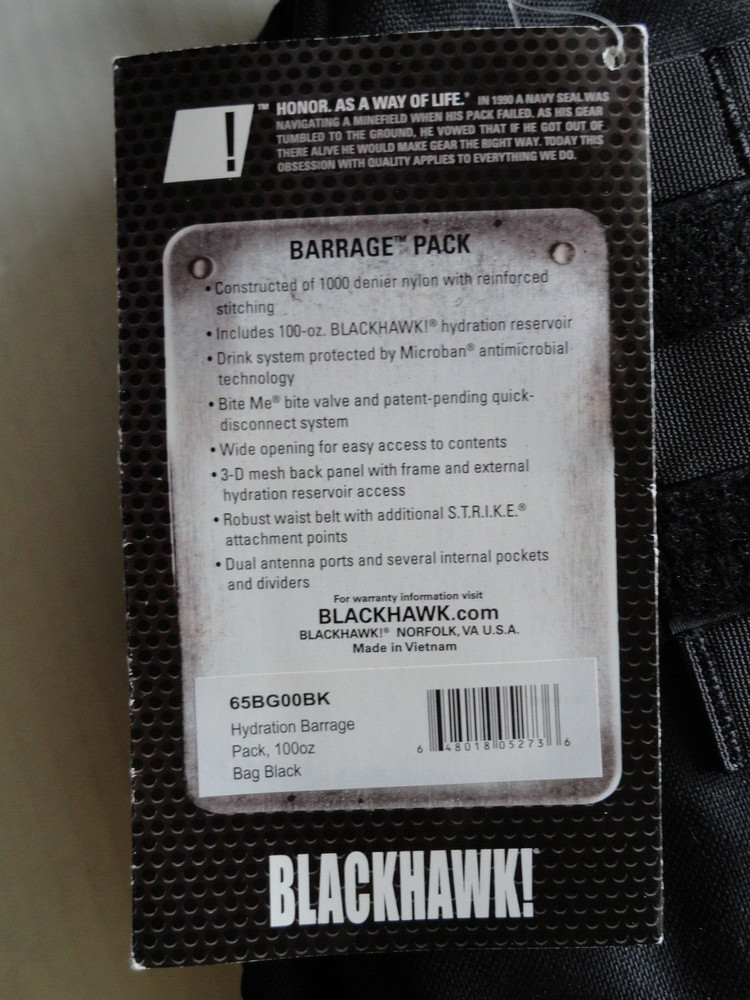 !™ HONOR. AS A WAY OF LIFE.® IN 1990 A NAVY SEAL WAS
NAVIGATING A MINEFIELD WHEN HIS PACK FAILED. AS HIS GEAR
TUMBLED TO THE GROUND, HE VOWED THAT IF HE GOT OUT OF
THERE ALIVE HE WOULD MAKE GEAR THE RIGHT WAY. TODAY THIS
OBSESSION WITH QUALITY APPLIES TO EVERYTHING WE DO.
BARRAGE™ PACK
• Constructed of 1000 denier nylon with reinforced
stitching
• Includes 100-oz. BLACKHAWK!® hydration reservoir
• Drink system protected by Microban® antimicrobial
technology
• Bite Me® bite valve and patent-pending quick-
disconnect system
• Wide opening for easy access to contents
• 3-D mesh back panel with frame and external
hydration reservoir access
• Robust waist belt with additional S.T.R.I.K.E.®
attachment points
• Dual antenna ports and several internal pockets
and dividers
For warranty information visit
BLACKHAWK.com
BLACKHAWK!® NORFOLK, VA U.S.A.
Made in Vietnam
65BG00BK
Hydration Barrage
Pack, 100oz
Bag Black
6 48018 05273 6
BLACKHAWK!